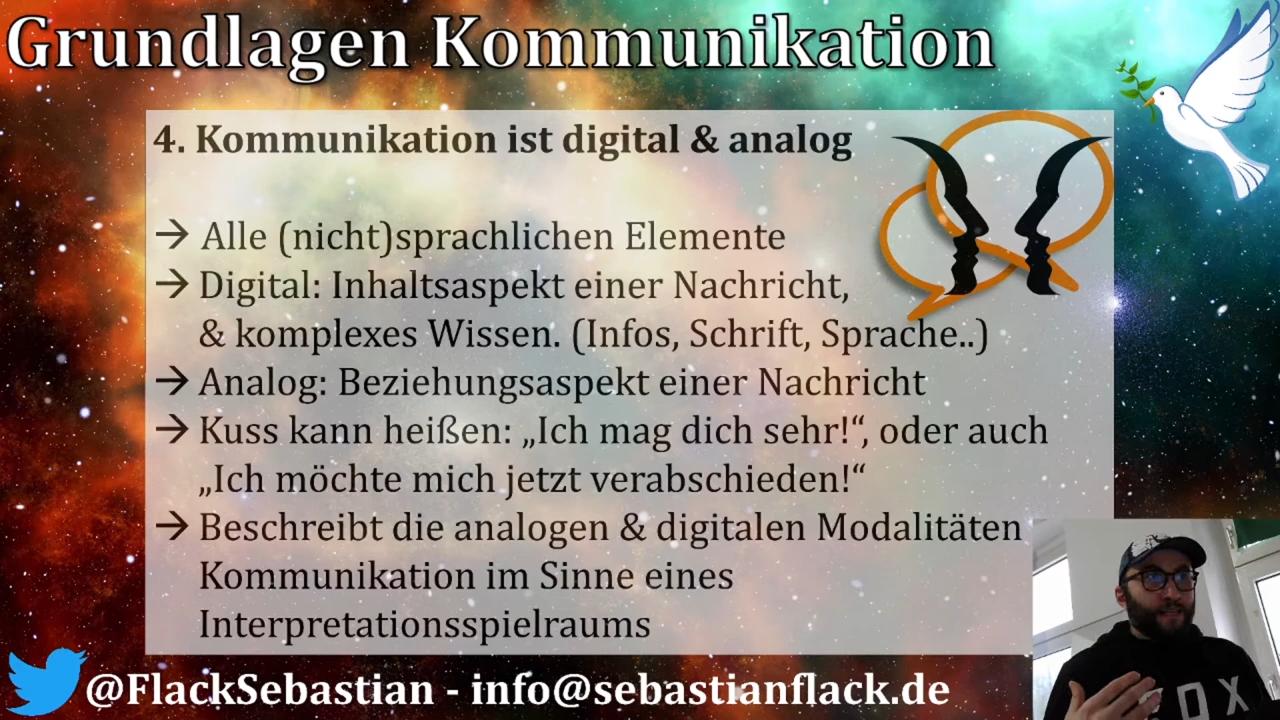 Grundlagen Kommunikation
4. Kommunikation ist digital & analog
→ Alle (nicht)sprachlichen Elemente
→ Digital: Inhaltsaspekt einer Nachricht,
& komplexes Wissen. (Infos, Schrift, Sprache..)
→ Analog: Beziehungsaspekt einer Nachricht
→ Kuss kann heißen: „Ich mag dich sehr!“, oder auch
„Ich möchte mich jetzt verabschieden!“
→ Beschreibt die analogen & digitalen Modalitäten
Kommunikation im Sinne eines
Interpretationsspielraums
@FlackSebastian - info@sebastianflack.de